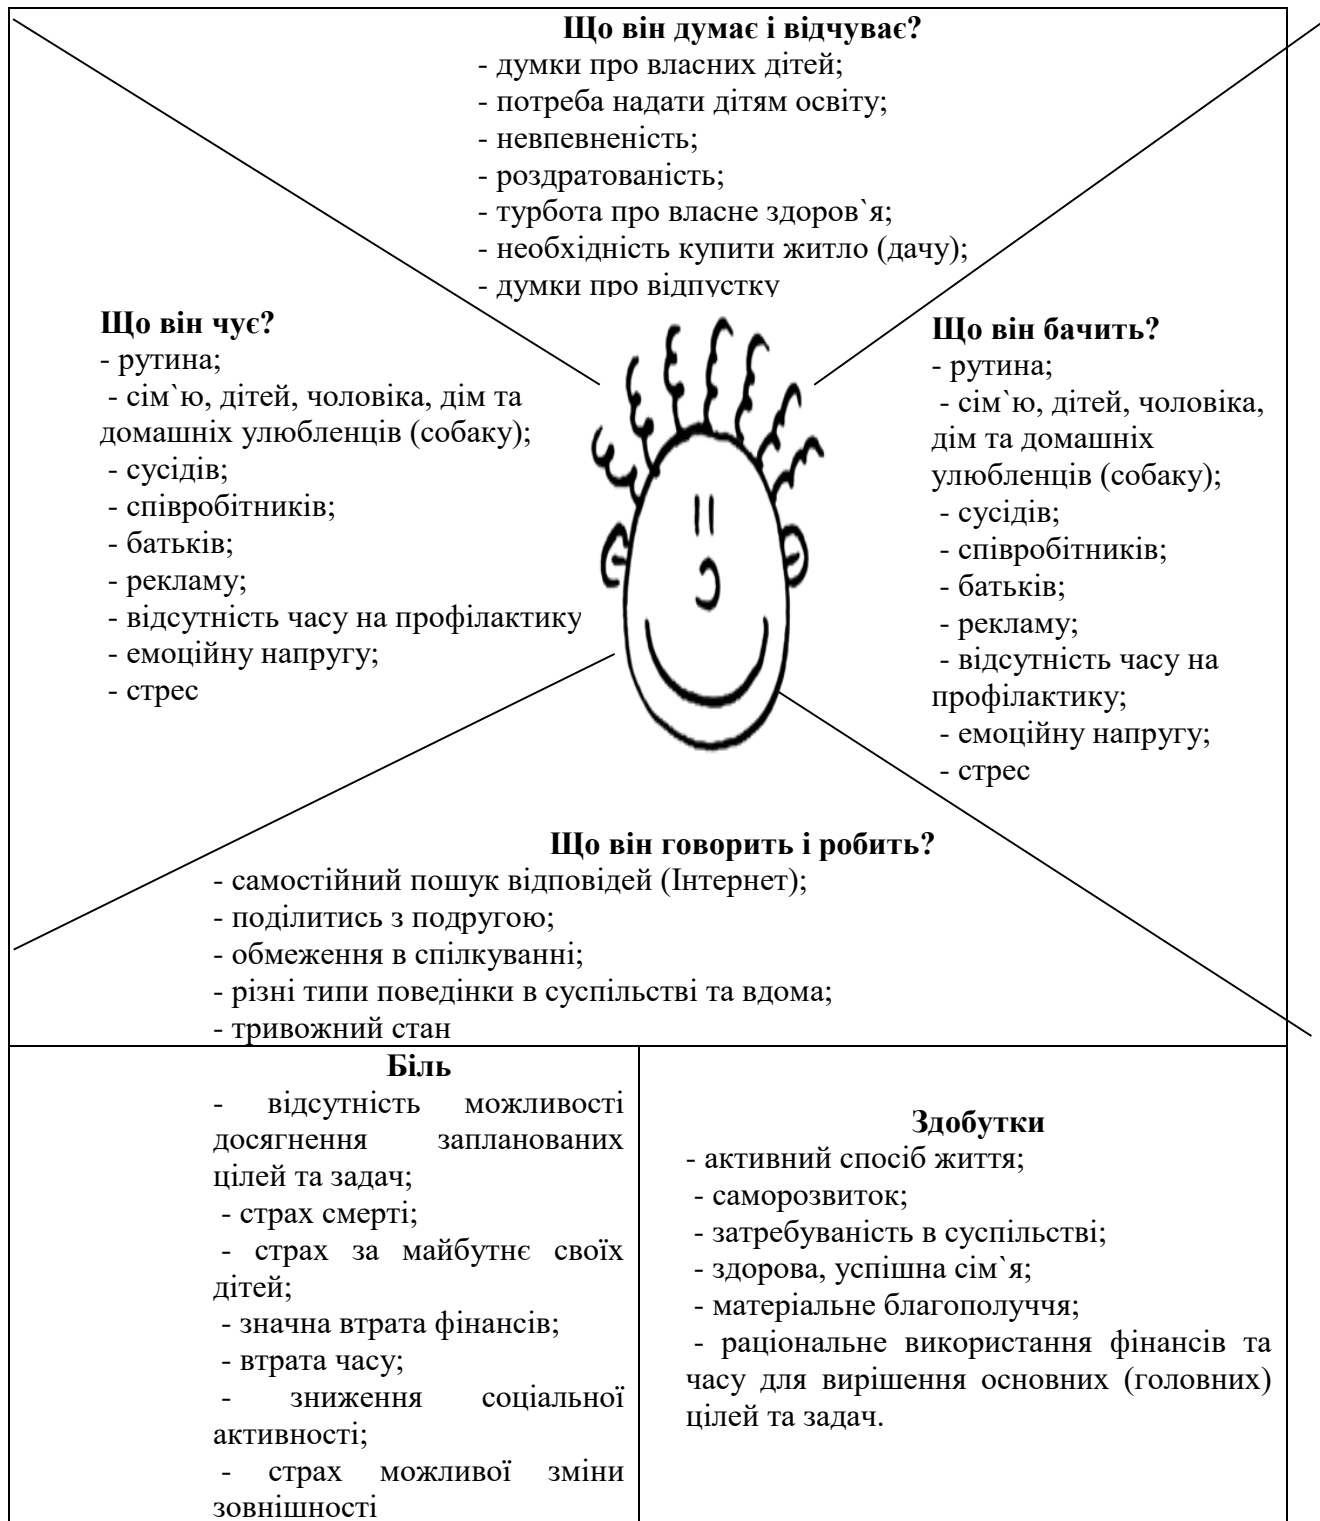 Що він думає і відчуває?
- думки про власних дітей;
- потреба надати дітям освіту;
- невпевненість;
- роздратованість;
- турбота про власне здоров`я;
- необхідність купити житло (дачу);
- думки про відпустку
Що він чує?
- рутина;
- сім`ю, дітей, чоловіка, дім та
домашніх улюбленців (собаку);
- сусідів;
- співробітників;
- батьків;
- рекламу;
- відсутність часу на профілактику
- емоційну напругу;
- стрес
Що він бачить?
- рутина;
- сім`ю, дітей, чоловіка,
дім та домашніх
улюбленців (собаку);
- сусідів;
- співробітників;
- батьків;
- рекламу;
- відсутність часу на
профілактику;
- емоційну напругу;
- стрес
Що він говорить і робить?
- самостійний пошук відповідей (Інтернет);
- поділитись з подругою;
- обмеження в спілкуванні;
- різні типи поведінки в суспільстві та вдома;
- тривожний стан
Біль
- відсутність можливості
досягнення запланованих
цілей та задач;
- страх смерті;
- страх за майбутнє своїх
дітей;
- значна втрата фінансів;
- втрата часу;
- зниження соціальної
активності;
- страх можливої зміни
зовнішності
Здобутки
- активний спосіб життя;
- саморозвиток;
- затребуваність в суспільстві;
- здорова, успішна сім`я;
- матеріальне благополуччя;
- раціональне використання фінансів та
часу для вирішення основних (головних)
цілей та задач.